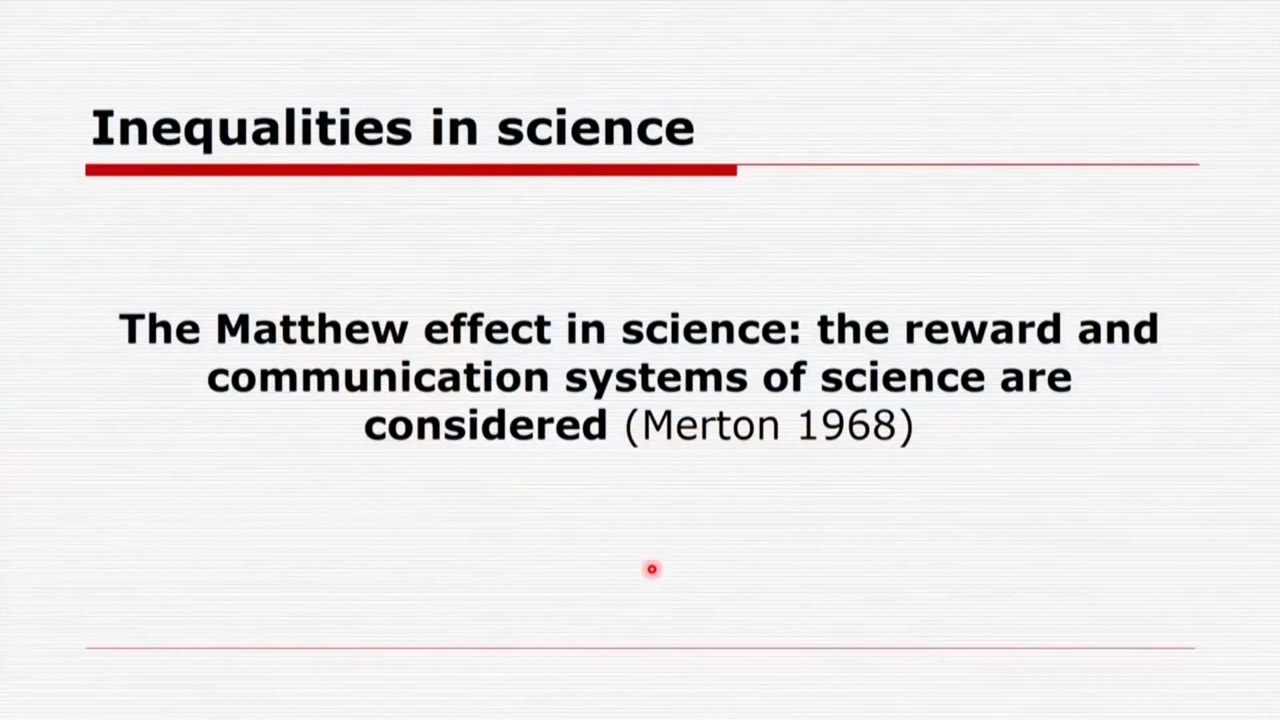 Inequalities in science
The Matthew effect in science: the reward and
communication systems of science are
considered (Merton 1968)